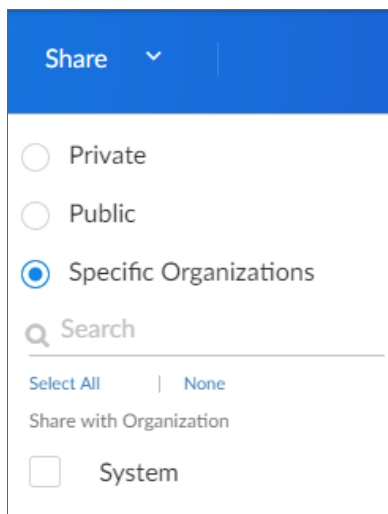 Share
Private
Public
Specific Organizations
Search
Select All | None
Share with Organization
System